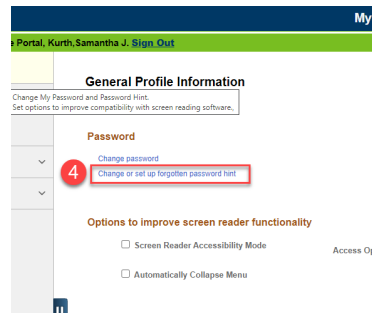 My
e Portal, Kurth,Samantha J. Sign Out
General Profile Information
Change My Password and Password Hint.
Set options to improve compatibility with screen reading software.,
Password
Change password
4
Change or set up forgotten password hint
Options to improve screen reader functionality
Screen Reader Accessibility Mode
Access Op
Automatically Collapse Menu